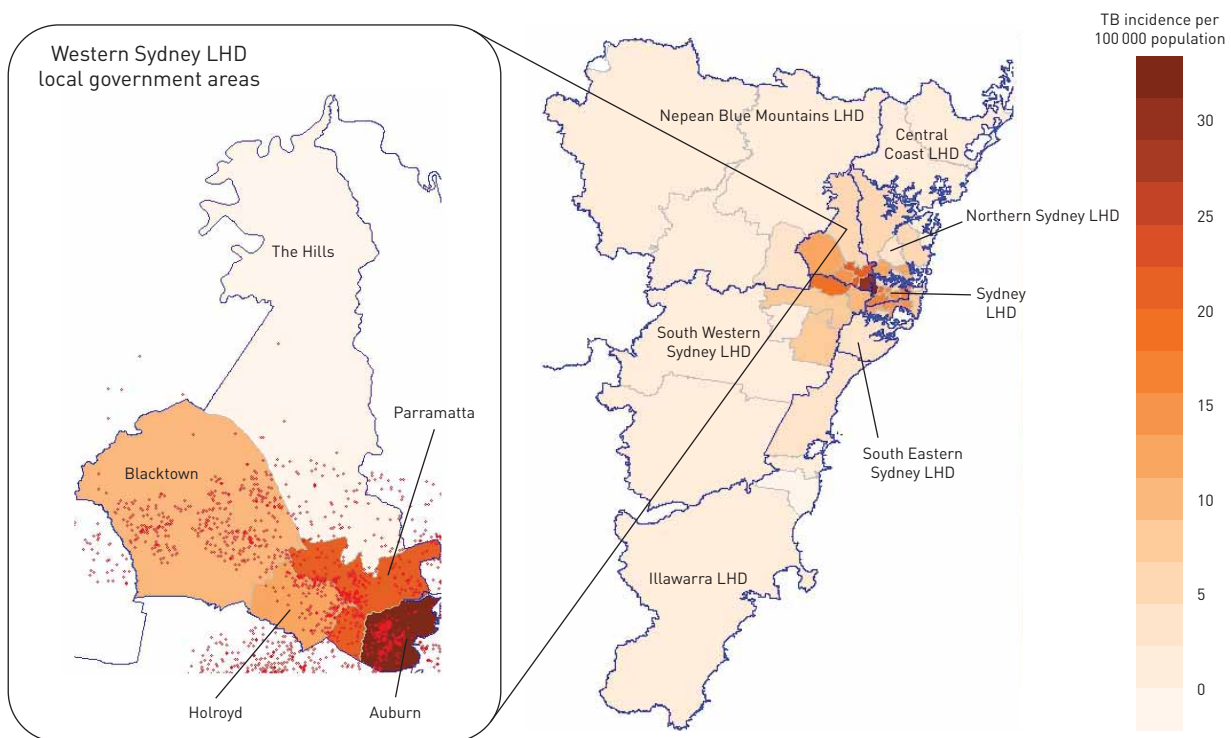 Western Sydney LHD
local government areas
The Hills
Parramatta
Blacktown
Holroyd
Auburn
Nepean Blue Mountains LHD
Central
Coast LHD
Northern Sydney LHD
Sydney
LHD
South Western
Sydney LHD
South Eastern
Sydney LHD
Illawarra LHD
TB incidence per
100 000 population
30
25
20
15
10
5
0